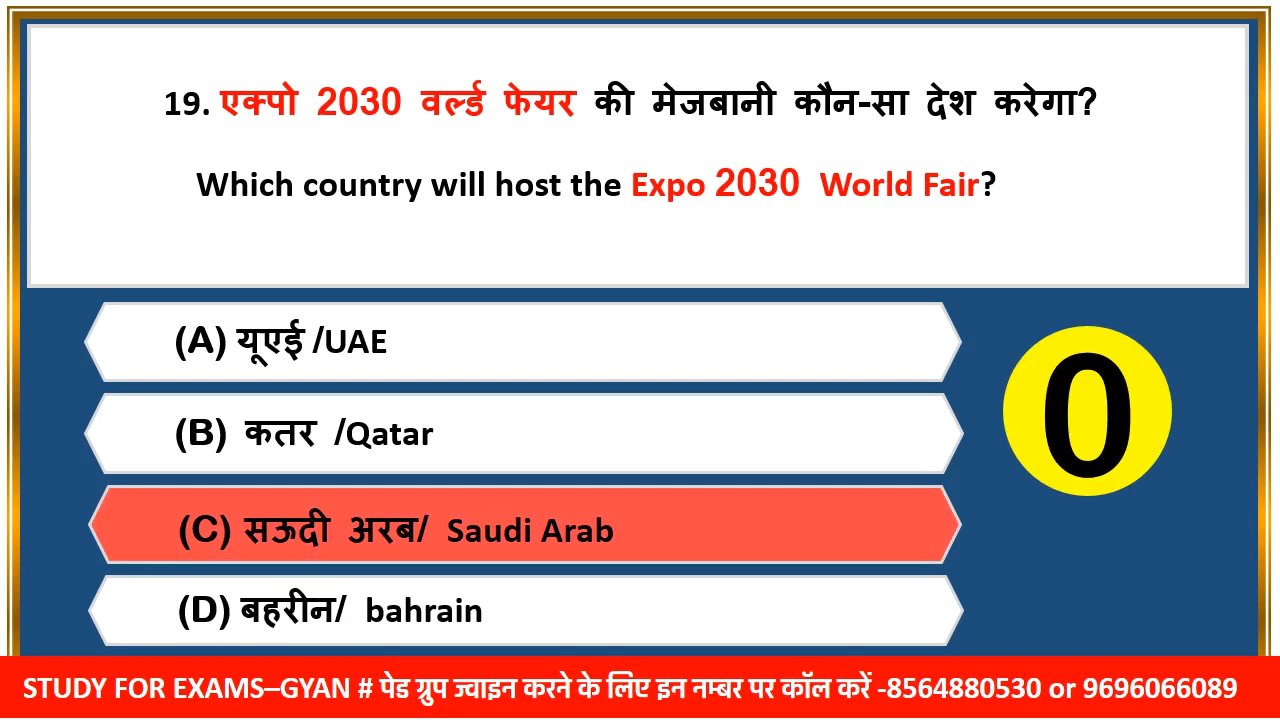 19. एक्पो 2030 वर्ल्ड फेयर की मेजबानी कौन-सा देश करेगा?
Which country will host the Expo 2030 World Fair?
(A) यूएई /UAE
(B) कतर /Qatar
0
(C) सऊदी अरब/ Saudi Arab
(D) बहरीन/ bahrain
STUDY FOR EXAMS–GYAN # पेड ग्रुप ज्वाइन करने के लिए इन नम्बर पर कॉल करें -8564880530 or 9696066089